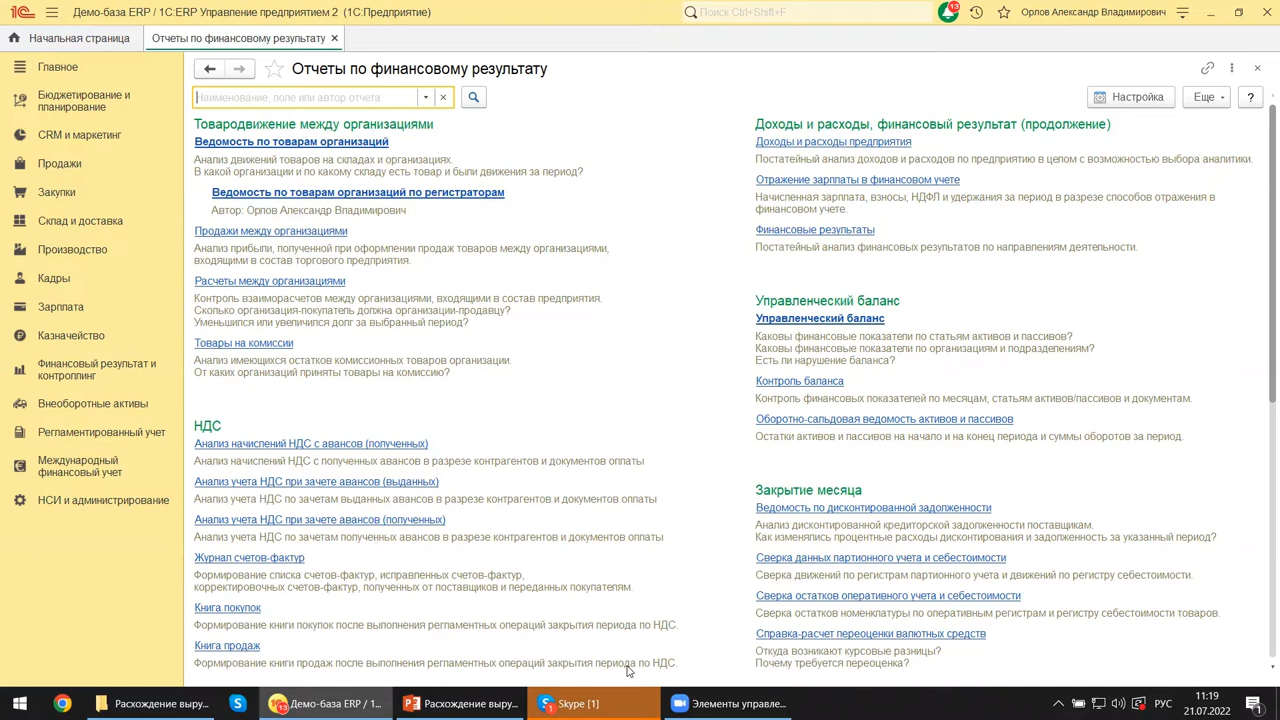 Демо-база ERP / 1С:ERP Управление предприятием 2 (1С:Предприятие)
Поиск Ctrl+Shift+F
13
Орлов Александр Владимирович
Начальная страница
Отчеты по финансовому результату
Главное
Бюджетирование и
планирование
CRM и маркетинг
Продажи
Закупки
Склад и доставка
Производство
Кадры
Зарплата
Казначейство
Финансовый результат и
контроллинг
Внеоборотные активы
Регламентированный учет
Международный
финансовый учет
НСИ и администрирование
Отчеты по финансовому результату
Наименование, поле или автор отчета
Настройка
Еще
?
Товародвижение между организациями
Ведомость по товарам организаций
Анализ движений товаров на складах и организациях.
В какой организации и по какому складу есть товар и были движения за период?
Ведомость по товарам организаций по регистраторам
Автор: Орлов Александр Владимирович
Продажи между организациями
Анализ прибыли, полученной при оформлении продаж товаров между организациями,
входящими в состав торгового предприятия.
Расчеты между организациями
Контроль взаиморасчетов между организациями, входящими в состав предприятия.
Сколько организация-покупатель должна организации-продавцу?
Уменьшился или увеличился долг за выбранный период?
Товары на комиссии
Анализ имеющихся остатков комиссионных товаров организации.
От каких организаций приняты товары на комиссию?
НДС
Анализ начислений НДС с авансов (полученных)
Анализ начислений НДС с полученных авансов в разрезе контрагентов и документов оплаты
Анализ учета НДС при зачете авансов (выданных)
Анализ учета НДС по зачетам выданных авансов в разрезе контрагентов и документов оплаты
Анализ учета НДС при зачете авансов (полученных)
Анализ учета НДС по зачетам полученных авансов в разрезе контрагентов и документов оплаты
Журнал счетов-фактур
Формирование списка счетов-фактур, исправленных счетов-фактур,
корректировочных счетов-фактур, полученных от поставщиков и переданных покупателям.
Книга покупок
Формирование книги покупок после выполнения регламентных операций закрытия периода по НДС.
Книга продаж
Формирование книги продаж после выполнения регламентных операций закрытия периода по НДС.
Доходы и расходы, финансовый результат (продолжение)
Доходы и расходы предприятия
Постатейный анализ доходов и расходов по предприятию в целом с возможностью выбора аналитики.
Отражение зарплаты в финансовом учете
Начисленная зарплата, взносы, НДФЛ и удержания за период в разрезе способов отражения в
финансовом учете.
Финансовые результаты
Постатейный анализ финансовых результатов по направлениям деятельности.
Управленческий баланс
Управленческий баланс
Каковы финансовые показатели по статьям активов и пассивов?
Каковы финансовые показатели по организациям и подразделениям?
Есть ли нарушение баланса?
Контроль баланса
Контроль финансовых показателей по месяцам, статьям активов/пассивов и документам.
Оборотно-сальдовая ведомость активов и пассивов
Остатки активов и пассивов на начало и на конец периода и суммы оборотов за период.
Закрытие месяца
Ведомость по дисконтированной задолженности
Анализ дисконтированной кредиторской задолженности поставщикам.
Как изменялись процентные расходы дисконтирования и задолженность за указанный период?
Сверка данных партионного учета и себестоимости
Сверка движений по регистрам партионного учета и движений по регистру себестоимости.
Сверка остатков оперативного учета и себестоимости
Сверка остатков номенклатуры по оперативным регистрам и регистру себестоимости товаров.
Справка-расчет переоценки валютных средств
Откуда возникают курсовые разницы?
Почему требуется переоценка?
Расхождение выру...
Демо-база ERP / 1...
Расхождение выру...
Skype [1]
Элементы управле...
РУС
11:19
21.07.2022